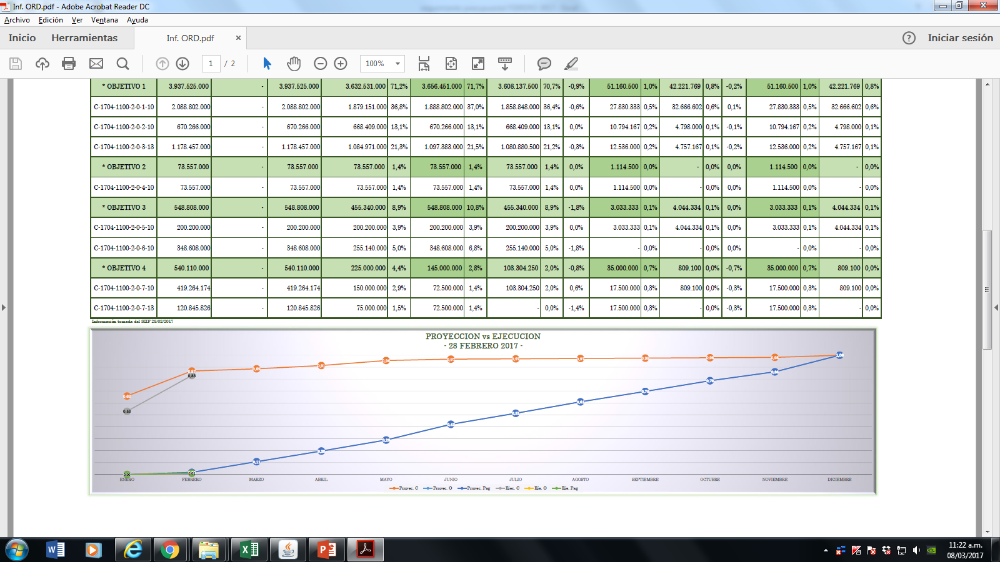 Inf. ORD.pdf - Adobe Acrobat Reader DC
Archivo Edición Ver Ventana Ayuda
Inicio Herramientas Inf. ORD.pdf × ? Iniciar sesión
1 / 2 100%
* OBJETIVO 1 3.937.525.000 - 3.937.525.000 3.632.531.000 71,2% 3.656.451.000 71,7% 3.608.137.500 70,7% -0,9% 51.160.500 1,0% 42.221.769 0,8% -0,2% 51.160.500 1,0% 42.221.769 0,8%
C-1704-1100-2-0-1-10 2.088.802.000 - 2.088.802.000 1.879.151.000 36,8% 1.888.802.000 37,0% 1.858.848.000 36,4% -0,6% 27.830.333 0,5% 32.666.602 0,6% 0,1% 27.830.333 0,5% 32.666.602 0,6%
C-1704-1100-2-0-2-10 670.266.000 - 670.266.000 668.409.000 13,1% 670.266.000 13,1% 668.409.000 13,1% 0,0% 10.794.167 0,2% 4.798.000 0,1% -0,1% 10.794.167 0,2% 4.798.000 0,1%
C-1704-1100-2-0-3-13 1.178.457.000 - 1.178.457.000 1.084.971.000 21,3% 1.097.383.000 21,5% 1.080.880.500 21,2% -0,3% 12.536.000 0,2% 4.757.167 0,1% -0,2% 12.536.000 0,2% 4.757.167 0,1%
* OBJETIVO 2 73.557.000 - 73.557.000 73.557.000 1,4% 73.557.000 1,4% 73.557.000 1,4% 0,0% 1.114.500 0,0% - 0,0% 0,0% 1.114.500 0,0% - 0,0%
C-1704-1100-2-0-4-10 73.557.000 - 73.557.000 73.557.000 1,4% 73.557.000 1,4% 73.557.000 1,4% 0,0% 1.114.500 0,0% - 0,0% 0,0% 1.114.500 0,0% - 0,0%
* OBJETIVO 3 548.808.000 - 548.808.000 455.340.000 8,9% 548.808.000 10,8% 455.340.000 8,9% -1,8% 3.033.333 0,1% 4.044.334 0,1% 0,0% 3.033.333 0,1% 4.044.334 0,1%
C-1704-1100-2-0-5-10 200.200.000 - 200.200.000 200.200.000 3,9% 200.200.000 3,9% 200.200.000 3,9% 0,0% 3.033.333 0,1% 4.044.334 0,1% 0,0% 3.033.333 0,1% 4.044.334 0,1%
C-1704-1100-2-0-6-10 348.608.000 - 348.608.000 255.140.000 5,0% 348.608.000 6,8% 255.140.000 5,0% -1,8% - 0,0% - 0,0% 0,0% - 0,0% - 0,0%
* OBJETIVO 4 540.110.000 - 540.110.000 225.000.000 4,4% 145.000.000 2,8% 103.304.250 2,0% -0,8% 35.000.000 0,7% 809.100 0,0% -0,7% 35.000.000 0,7% 809.100 0,0%
C-1704-1100-2-0-7-10 419.264.174 - 419.264.174 150.000.000 2,9% 72.500.000 1,4% 103.304.250 2,0% 0,6% 17.500.000 0,3% 809.100 0,0% -0,3% 17.500.000 0,3% 809.100 0,0%
C-1704-1100-2-0-7-13 120.845.826 - 120.845.826 75.000.000 1,5% 72.500.000 1,4% - 0,0% -1,4% 17.500.000 0,3% - 0,0% -0,3% 17.500.000 0,3% - 0,0%
Información tomada del SIIF 28/02/2017
PROYECCION vs EJECUCION
- 28 FEBRERO 2017 -
ENERO FEBRERO MARZO ABRIL MAYO JUNIO JULIO AGOSTO SEPTIEMBRE OCTUBRE NOVIEMBRE DICIEMBRE
Proyec. C Proyec. O Proyec. Pag Ejec. C Eje. O Eje. Pag
11:22 a.m.
08/03/2017